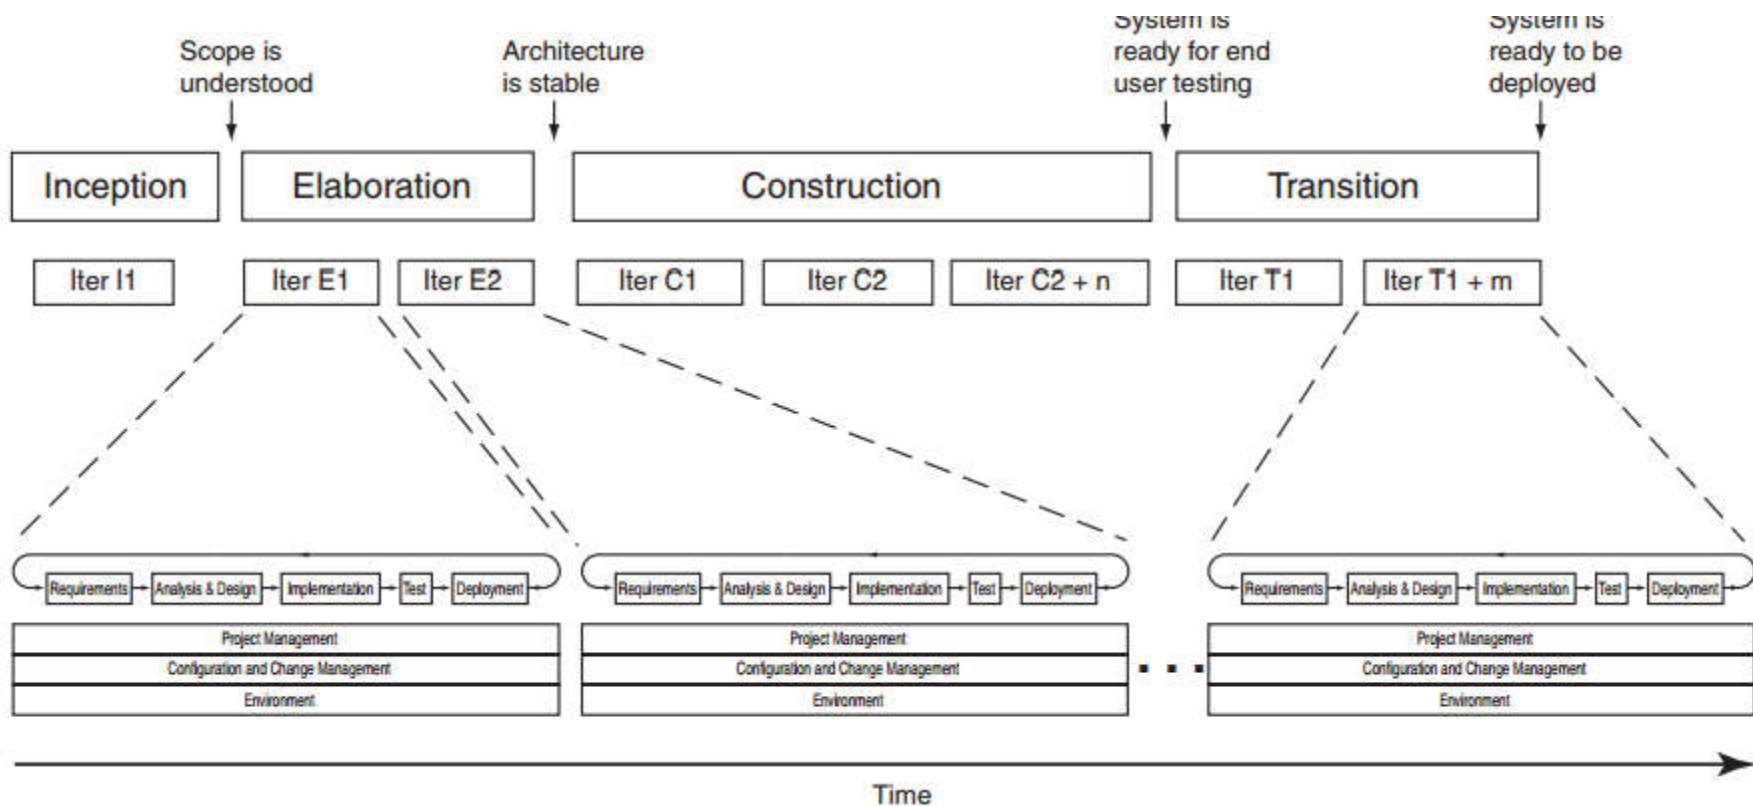 Scope is
understood
Architecture
is stable
System is
ready for end
user testing
System is
ready to be
deployed
Inception
Elaboration
Construction
Transition
Iter I1
Iter E1
Iter E2
Iter C1
Iter C2
Iter C2 + n
Iter T1
Iter T1 + m
Requirements
Analysis & Design
Implementation
Test
Deployment
Project Management
Configuration and Change Management
Environment
Requirements
Analysis & Design
Implementation
Test
Deployment
Project Management
Configuration and Change Management
Environment
. . .
Requirements
Analysis & Design
Implementation
Test
Deployment
Project Management
Configuration and Change Management
Environment
Time